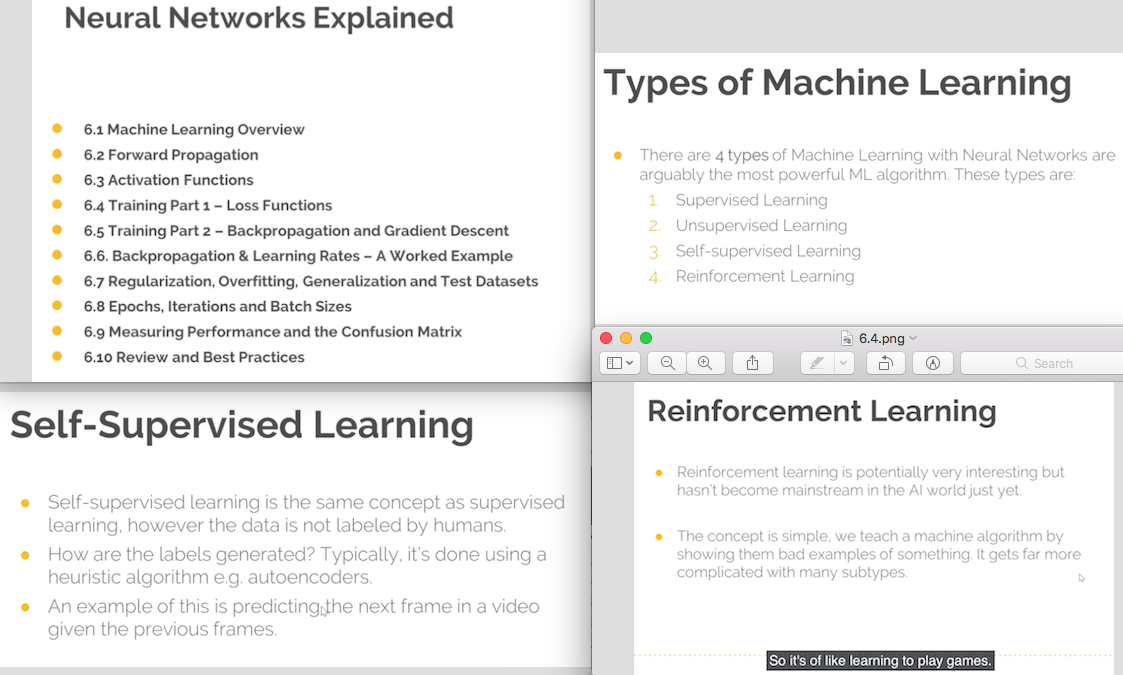 Neural Networks Explained
6.1 Machine Learning Overview
6.2 Forward Propagation
6.3 Activation Functions
6.4 Training Part 1 – Loss Functions
6.5 Training Part 2 – Backpropagation and Gradient Descent
6.6. Backpropagation & Learning Rates – A Worked Example
6.7 Regularization, Overfitting, Generalization and Test Datasets
6.8 Epochs, Iterations and Batch Sizes
6.9 Measuring Performance and the Confusion Matrix
6.10 Review and Best Practices
Types of Machine Learning
There are 4 types of Machine Learning with Neural Networks are
arguably the most powerful ML algorithm. These types are:
1. Supervised Learning
2. Unsupervised Learning
3. Self-supervised Learning
4. Reinforcement Learning
Self-Supervised Learning
Self-supervised learning is the same concept as supervised
learning, however the data is not labeled by humans.
How are the labels generated? Typically, it's done using a
heuristic algorithm e.g. autoencoders.
An example of this is predicting the next frame in a video
given the previous frames.
6.4.png
Search
Reinforcement Learning
Reinforcement learning is potentially very interesting but
hasn't become mainstream in the AI world just yet.
The concept is simple, we teach a machine algorithm by
showing them bad examples of something. It gets far more
complicated with many subtypes.
So it's of like learning to play games.